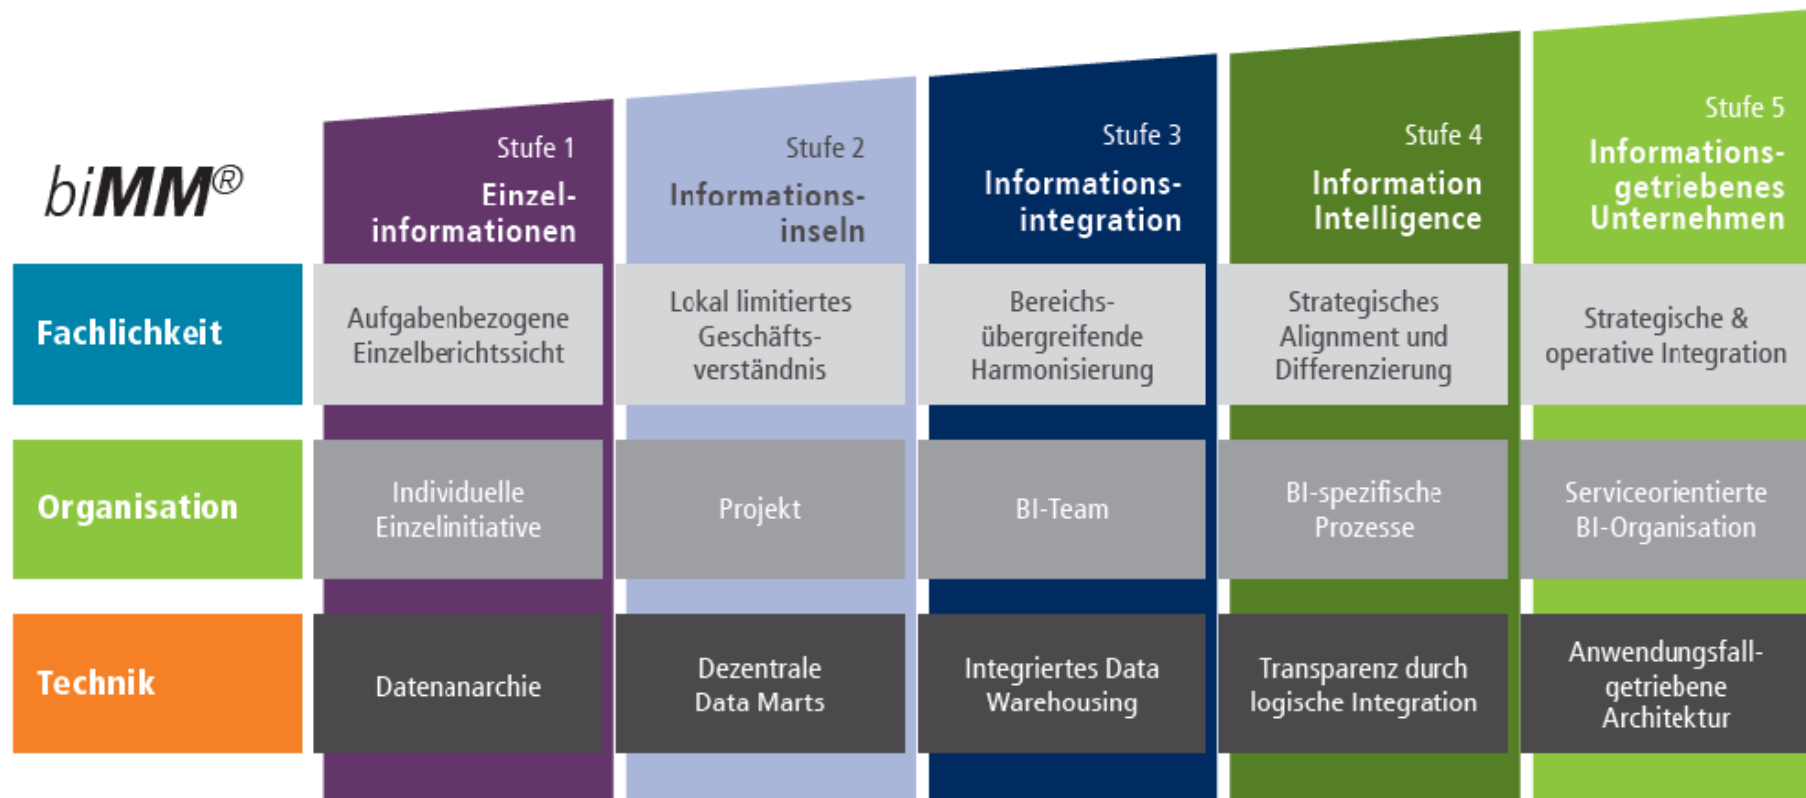 biMM®
Stufe 1
Einzel-
informationen
Stufe 2
Informations-
inseln
Stufe 3
Informations-
integration
Stufe 4
Information
Intelligence
Stufe 5
Informations-
getriebenes
Unternehmen
Fachlichkeit
Aufgabenbezogene
Einzelberichtssicht
Lokal limitiertes
Geschäfts-
verständnis
Bereichs-
übergreifende
Harmonisierung
Strategisches
Alignment und
Differenzierung
Strategische &
operative Integration
Organisation
Individuelle
Einzelinitiative
Projekt
BI-Team
BI-spezifische
Prozesse
Serviceorientierte
BI-Organisation
Technik
Datenanarchie
Dezentrale
Data Marts
Integriertes Data
Warehousing
Transparenz durch
logische Integration
Anwendungsfall-
getriebene
Architektur